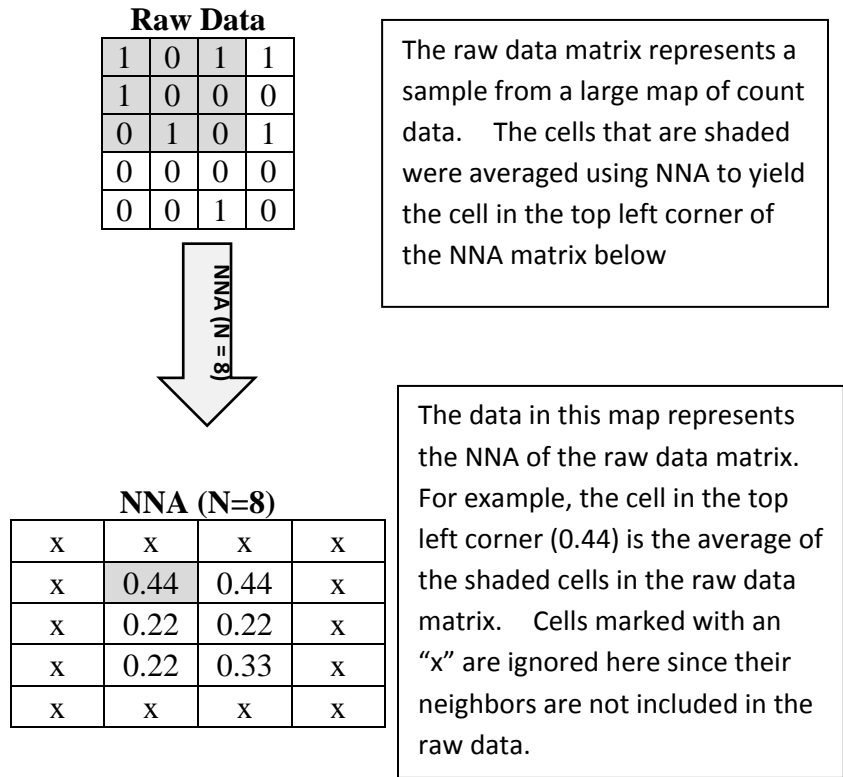 Raw Data
1 0 1 1
1 0 0 0
0 1 0 1
0 0 0 0
0 0 1 0
The raw data matrix represents a
sample from a large map of count
data. The cells that are shaded
were averaged using NNA to yield
the cell in the top left corner of
the NNA matrix below
NNA (N = 8)
NNA (N=8)
x x x x
x 0.44 0.44 x
x 0.22 0.22 x
x 0.22 0.33 x
x x x x
The data in this map represents
the NNA of the raw data matrix.
For example, the cell in the top
left corner (0.44) is the average of
the shaded cells in the raw data
matrix. Cells marked with an
“x” are ignored here since their
neighbors are not included in the
raw data.